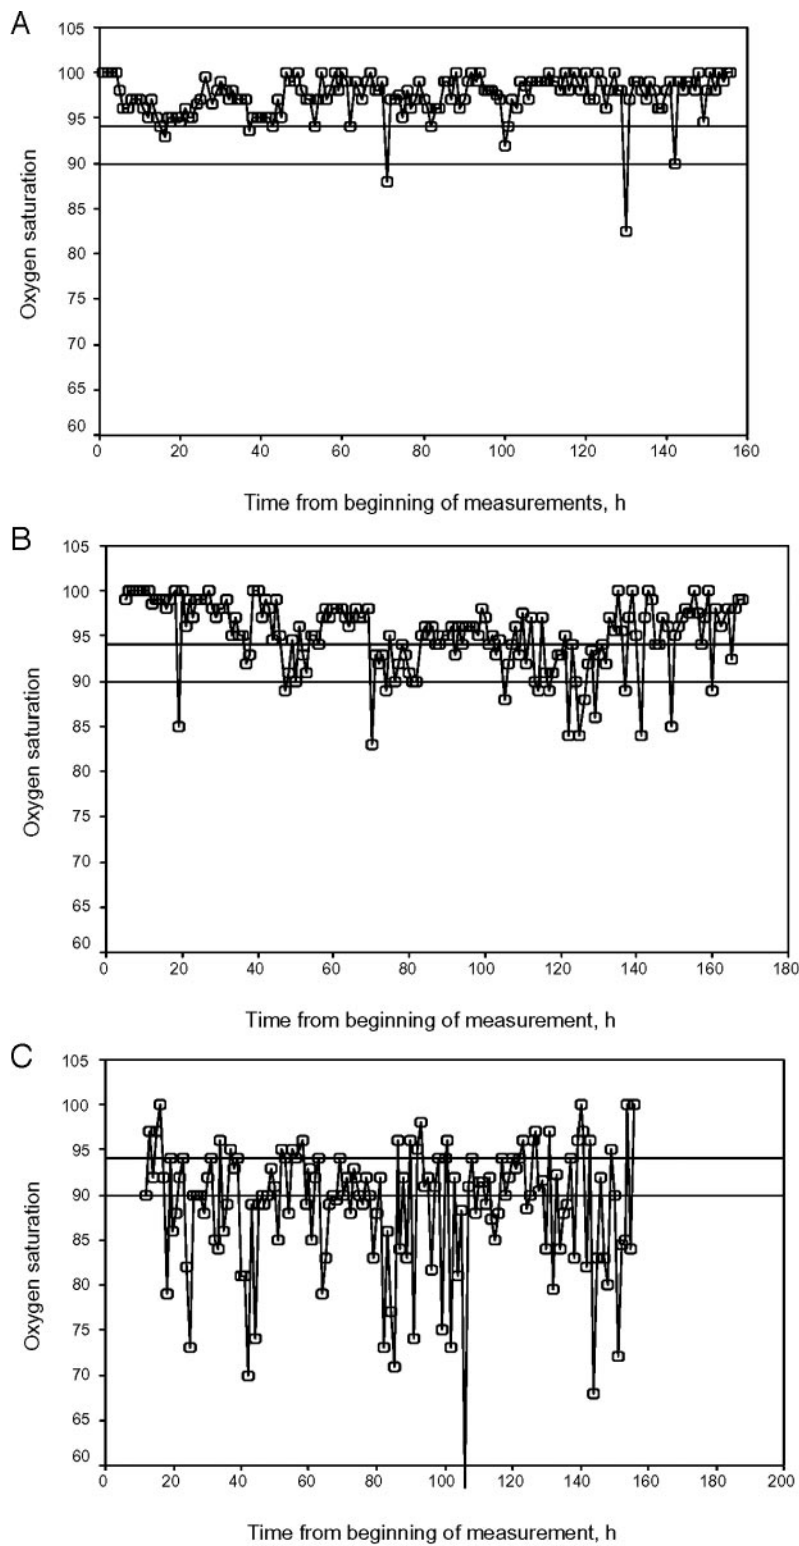 A
105
100
95
90
85
80
75
70
65
60
Oxygen saturation
0 20 40 60 80 100 120 140 160
Time from beginning of measurements, h
B
105
100
95
90
85
80
75
70
65
60
Oxygen saturation
0 20 40 60 80 100 120 140 160 180
Time from beginning of measurement, h
C
105
100
95
90
85
80
75
70
65
60
Oxygen saturation
0 20 40 60 80 100 120 140 160 180 200
Time from beginning of measurement, h